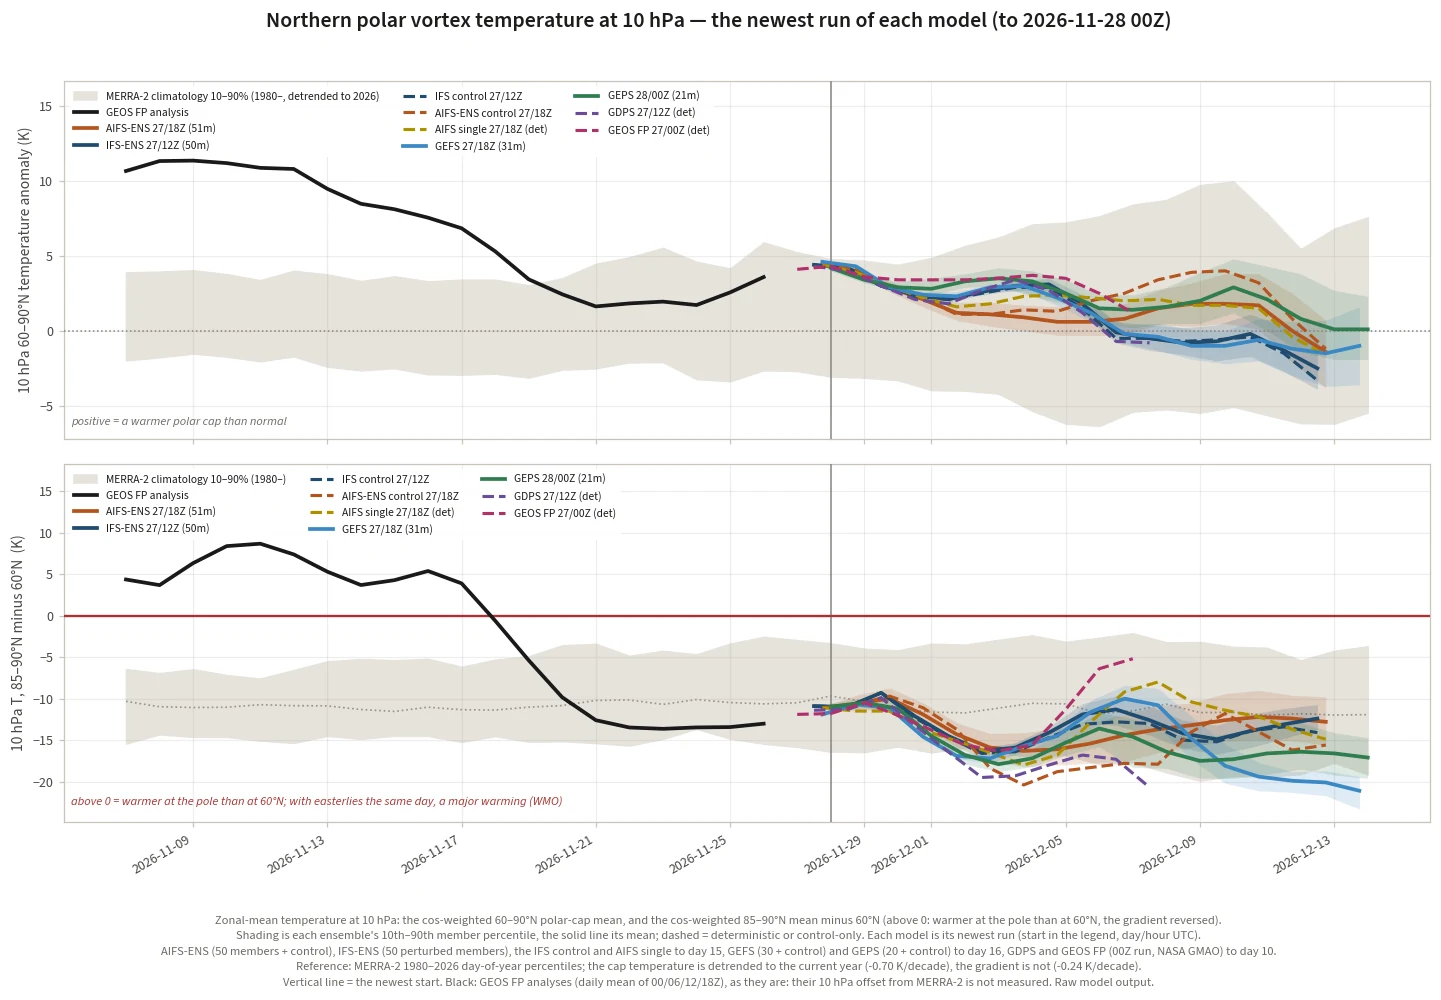 Northern polar vortex temperature at 10 hPa — the newest run of each model (to 2026-11-28 00Z)
10 hPa 60–90°N temperature anomaly (K)
15
10
5
0
−5
MERRA-2 climatology 10–90% (1980–, detrended to 2026)
GEOS FP analysis
AIFS-ENS 27/18Z (51m)
IFS-ENS 27/12Z (50m)
IFS control 27/12Z
AIFS-ENS control 27/18Z
AIFS single 27/18Z (det)
GEFS 27/18Z (31m)
GEPS 28/00Z (21m)
GDPS 27/12Z (det)
GEOS FP 27/00Z (det)
positive = a warmer polar cap than normal
10 hPa T, 85–90°N minus 60°N (K)
15
10
5
0
−5
−10
−15
−20
MERRA-2 climatology 10–90% (1980–)
GEOS FP analysis
AIFS-ENS 27/18Z (51m)
IFS-ENS 27/12Z (50m)
IFS control 27/12Z
AIFS-ENS control 27/18Z
AIFS single 27/18Z (det)
GEFS 27/18Z (31m)
GEPS 28/00Z (21m)
GDPS 27/12Z (det)
GEOS FP 27/00Z (det)
above 0 = warmer at the pole than at 60°N; with easterlies the same day, a major warming (WMO)
2026-11-09
2026-11-13
2026-11-17
2026-11-21
2026-11-25
2026-11-29
2026-12-01
2026-12-05
2026-12-09
2026-12-13
Zonal-mean temperature at 10 hPa: the cos-weighted 60–90°N polar-cap mean, and the cos-weighted 85–90°N mean minus 60°N (above 0: warmer at the pole than at 60°N, the gradient reversed).
Shading is each ensemble's 10th–90th member percentile, the solid line its mean; dashed = deterministic or control-only. Each model is its newest run (start in the legend, day/hour UTC).
AIFS-ENS (50 members + control), IFS-ENS (50 perturbed members), the IFS control and AIFS single to day 15, GEFS (30 + control) and GEPS (20 + control) to day 16, GDPS and GEOS FP (00Z run, NASA GMAO) to day 10.
Reference: MERRA-2 1980–2026 day-of-year percentiles; the cap temperature is detrended to the current year (-0.70 K/decade), the gradient is not (-0.24 K/decade).
Vertical line = the newest start. Black: GEOS FP analyses (daily mean of 00/06/12/18Z), as they are: their 10 hPa offset from MERRA-2 is not measured. Raw model output.